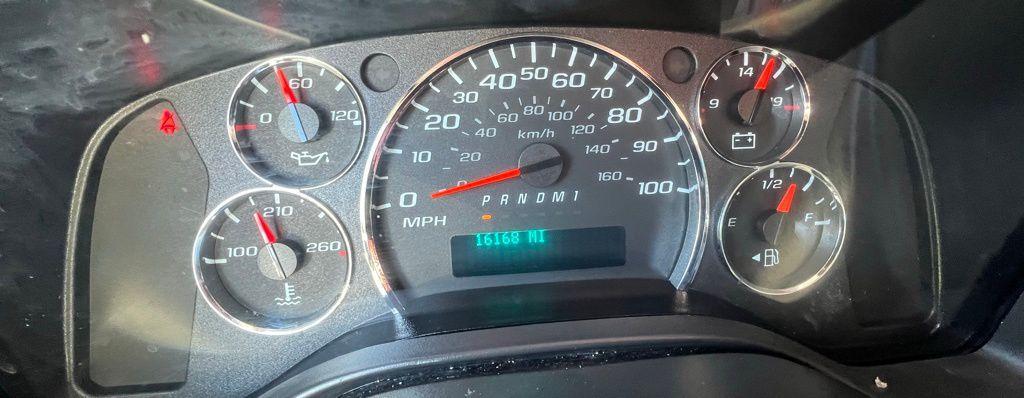 0 60 120
100 210 260
0 10 20 30 40 50 60 70 80 90 100
0 20 40 60 80 100 120 140 160
km/h
MPH
P R N D M 1
16168 MI
9 14 19
E 1/2 F